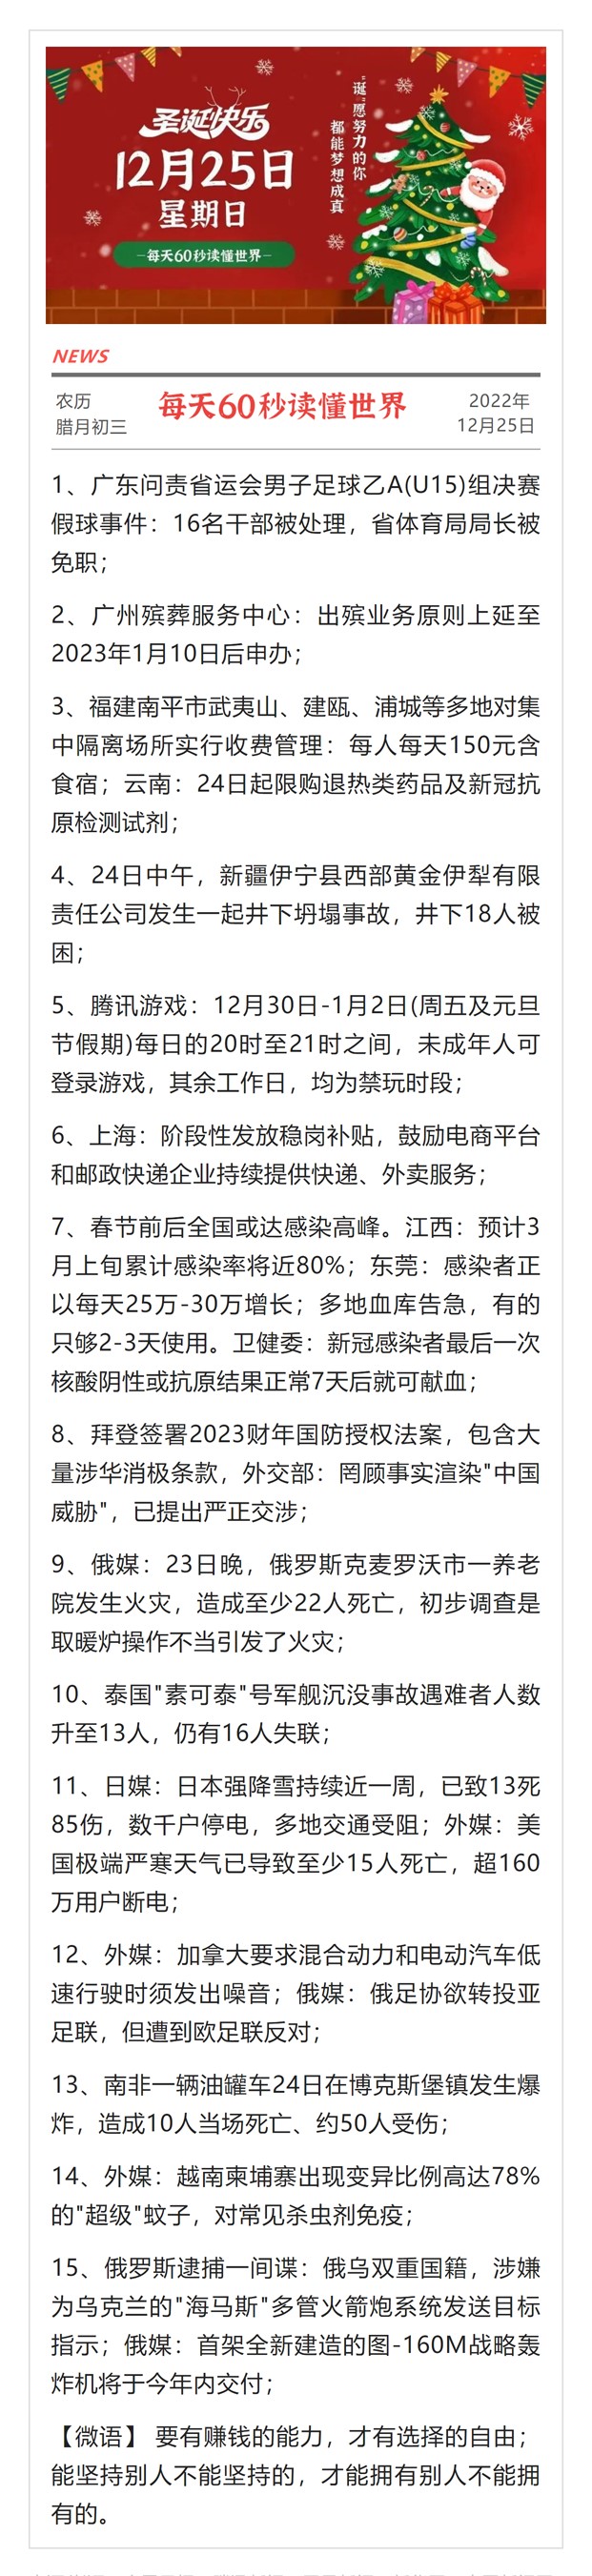 圣诞快乐
12月25日
星期日
—每天60秒读懂世界—
"诞"愿努力的你
都能梦想成真
NEWS
农历
腊月初三
每天60秒读懂世界
2022年
12月25日
1、广东问责省运会男子足球乙A(U15)组决赛
假球事件：16名干部被处理，省体育局局长被
免职；
2、广州殡葬服务中心：出殡业务原则上延至
2023年1月10日后申办；
3、福建南平市武夷山、建瓯、浦城等多地对集
中隔离场所实行收费管理：每人每天150元含
食宿；云南：24日起限购退热类药品及新冠抗
原检测试剂；
4、24日中午，新疆伊宁县西部黄金伊犁有限
责任公司发生一起井下坍塌事故，井下18人被
困；
5、腾讯游戏：12月30日-1月2日(周五及元旦
节假期)每日的20时至21时之间，未成年人可
登录游戏，其余工作日，均为禁玩时段；
6、上海：阶段性发放稳岗补贴，鼓励电商平台
和邮政快递企业持续提供快递、外卖服务；
7、春节前后全国或达感染高峰。江西：预计3
月上旬累计感染率将近80%；东莞：感染者正
以每天25万-30万增长；多地血库告急，有的
只够2-3天使用。卫健委：新冠感染者最后一次
核酸阴性或抗原结果正常7天后就可献血；
8、拜登签署2023财年国防授权法案，包含大
量涉华消极条款，外交部：罔顾事实渲染"中国
威胁"，已提出严正交涉；
9、俄媒：23日晚，俄罗斯克麦罗沃市一养老
院发生火灾，造成至少22人死亡，初步调查是
取暖炉操作不当引发了火灾；
10、泰国"素可泰"号军舰沉没事故遇难者人数
升至13人，仍有16人失联；
11、日媒：日本强降雪持续近一周，已致13死
85伤，数千户停电，多地交通受阻；外媒：美
国极端严寒天气已导致至少15人死亡，超160
万用户断电；
12、外媒：加拿大要求混合动力和电动汽车低
速行驶时须发出噪音；俄媒：俄足协欲转投亚
足联，但遭到欧足联反对；
13、南非一辆油罐车24日在博克斯堡镇发生爆
炸，造成10人当场死亡、约50人受伤；
14、外媒：越南柬埔寨出现变异比例高达78%
的"超级"蚊子，对常见杀虫剂免疫；
15、俄罗斯逮捕一间谍：俄乌双重国籍，涉嫌
为乌克兰的"海马斯"多管火箭炮系统发送目标
指示；俄媒：首架全新建造的图-160M战略轰
炸机将于今年内交付；
【微语】 要有赚钱的能力，才有选择的自由；
能坚持别人不能坚持的，才能拥有别人不能拥
有的。